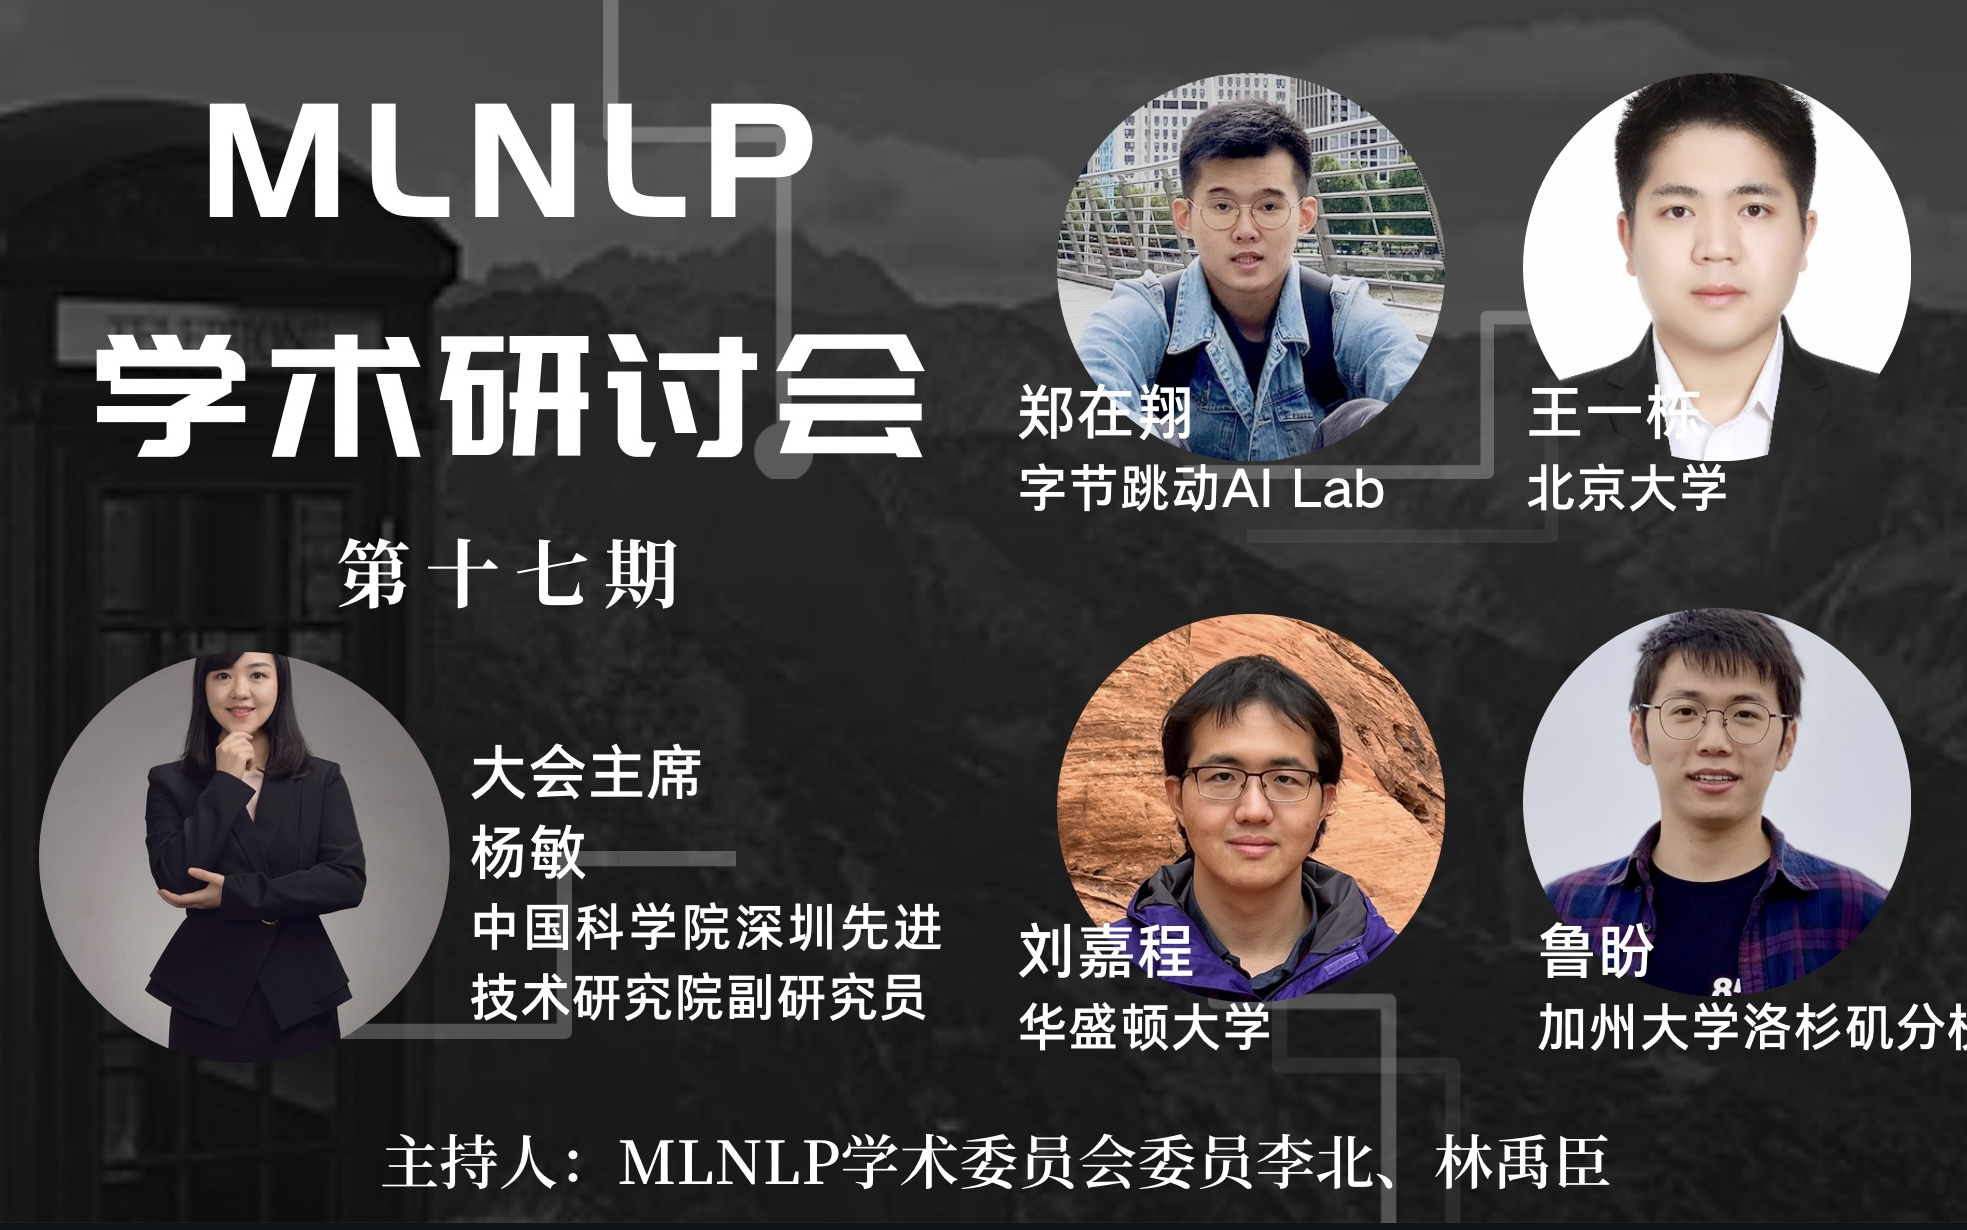 MLNLP
学术研讨会
第十七期
大会主席
杨敏
中国科学院深圳先进
技术研究院副研究员
郑在翔
字节跳动AI Lab
王一栋
北京大学
刘嘉程
华盛顿大学
鲁盼
加州大学洛杉矶分校
主持人：MLNLP学术委员会委员李北、林禹臣